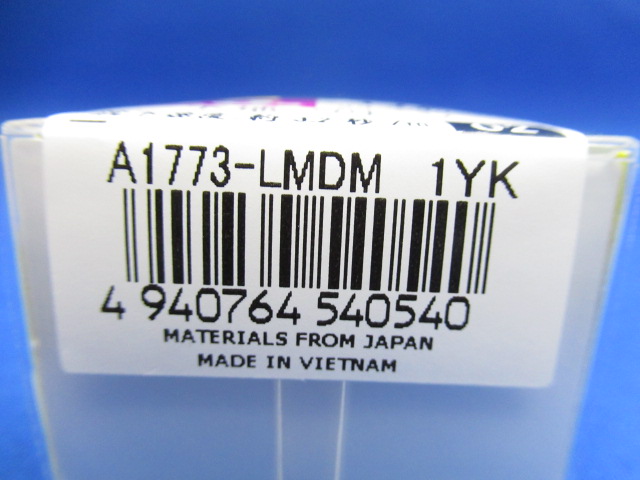 A1773-LMDM 1YK
4 940764 540540
MATERIALS FROM JAPAN
MADE IN VIETNAM